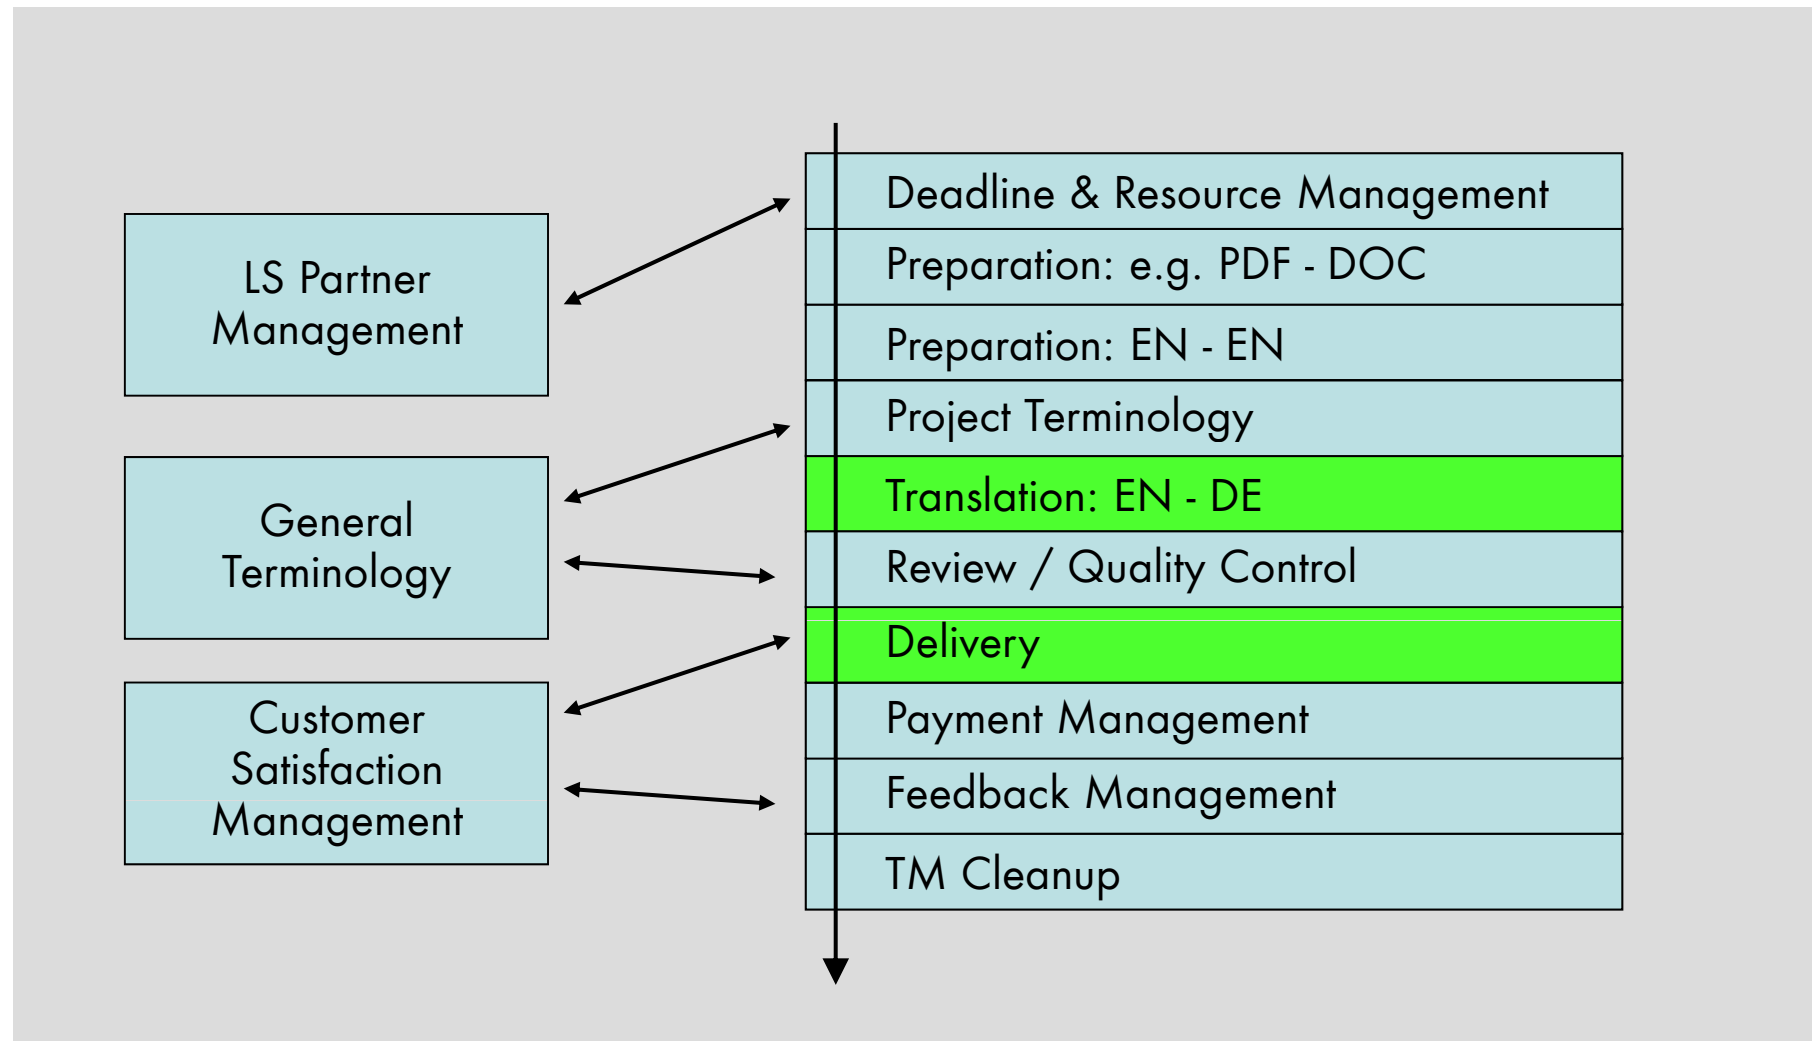 LS Partner
Management
General
Terminology
Customer
Satisfaction
Management
Deadline & Resource Management
Preparation: e.g. PDF - DOC
Preparation: EN - EN
Project Terminology
Translation: EN - DE
Review / Quality Control
Delivery
Payment Management
Feedback Management
TM Cleanup